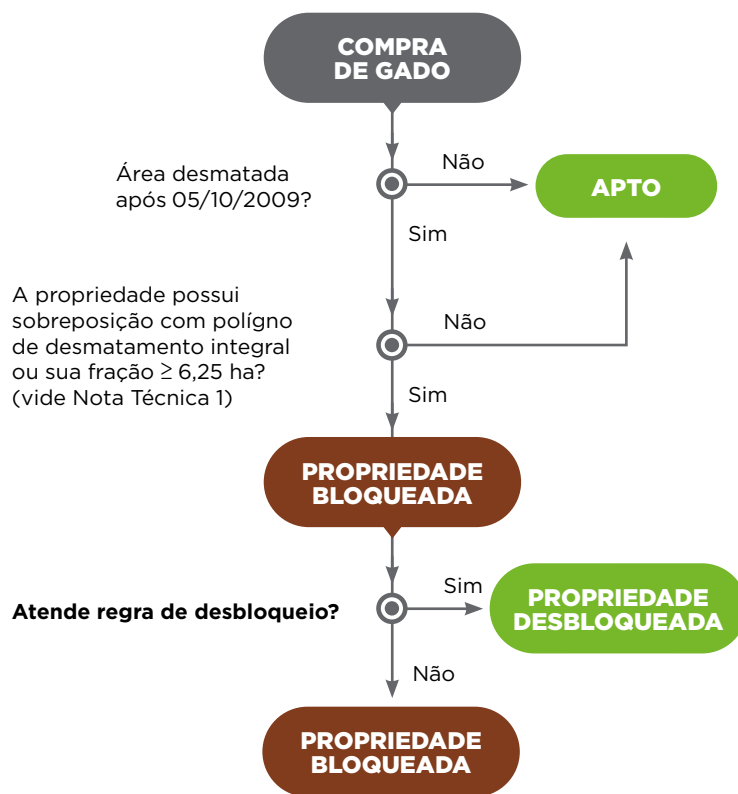 COMPRA
DE GADO
Área desmatada
após 05/10/2009?
Não
APTO
Sim
A propriedade possui
sobreposição com polígno
de desmatamento integral
ou sua fração ≥ 6,25 ha?
(vide Nota Técnica 1)
Não
Sim
PROPRIEDADE
BLOQUEADA
Atende regra de desbloqueio?
Sim
PROPRIEDADE
DESBLOQUEADA
Não
PROPRIEDADE
BLOQUEADA